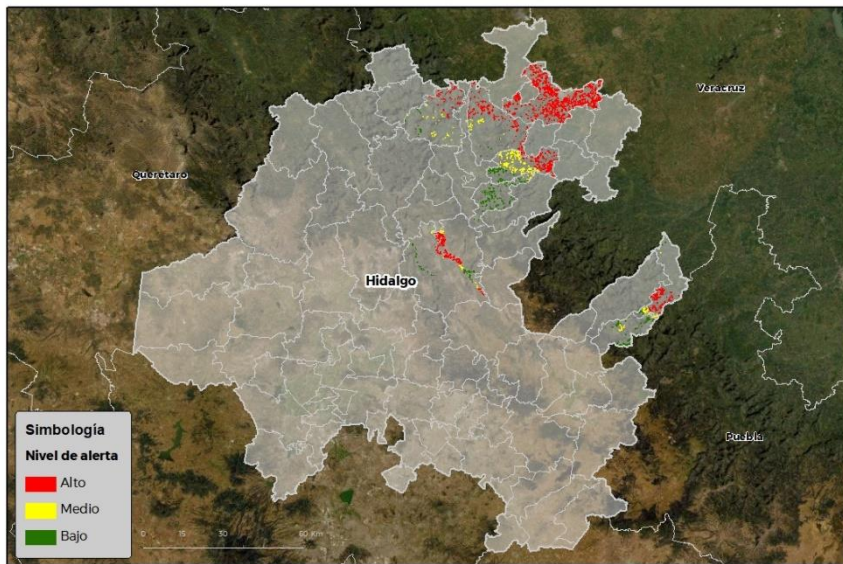 Veracruz
Querétaro
Hidalgo
Puebla
Simbología
Nivel de alerta
Alto
Medio
Bajo
0 15 30 60 Km